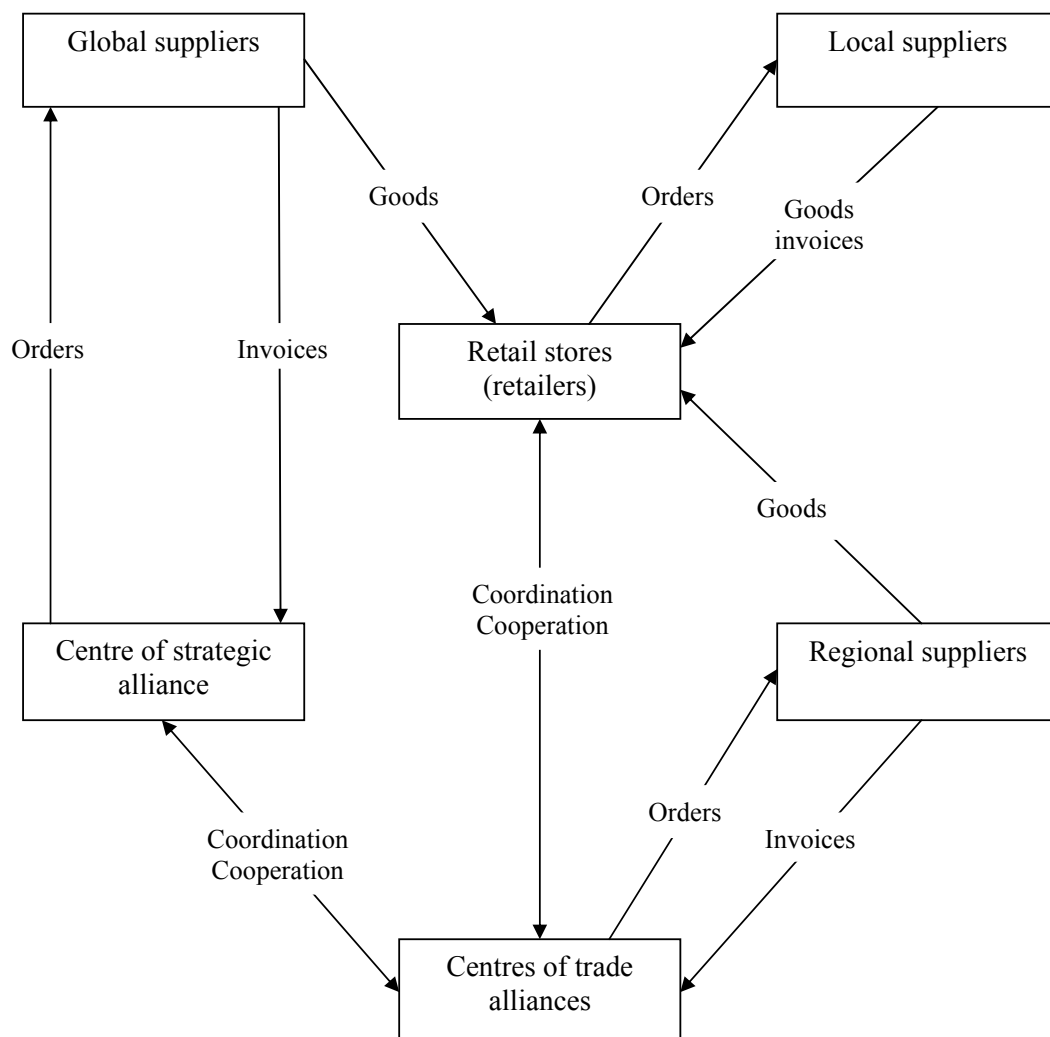 Global suppliers
Local suppliers
Goods
Orders
Goods
invoices
Orders
Invoices
Retail stores
(retailers)
Goods
Coordination
Cooperation
Centre of strategic
alliance
Regional suppliers
Orders
Invoices
Coordination
Cooperation
Centres of trade
alliances